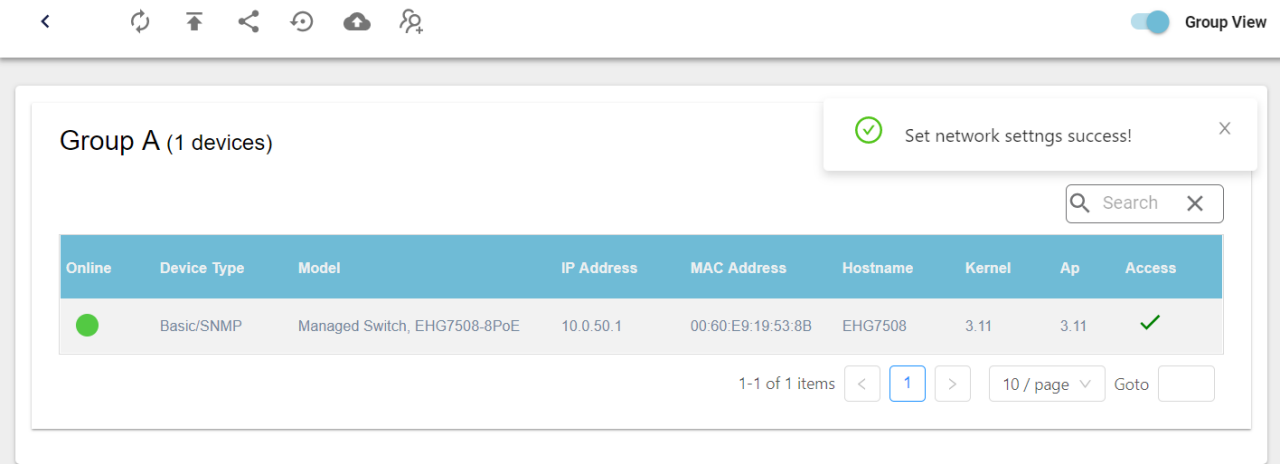 Group View
Group A (1 devices)
Set network settngs success!
Search
Online Device Type Model IP Address MAC Address Hostname Kernel Ap Access
Basic/SNMP Managed Switch, EHG7508-8PoE 10.0.50.1 00:60:E9:19:53:8B EHG7508 3.11 3.11
1-1 of 1 items < 1 > 10 / page Goto